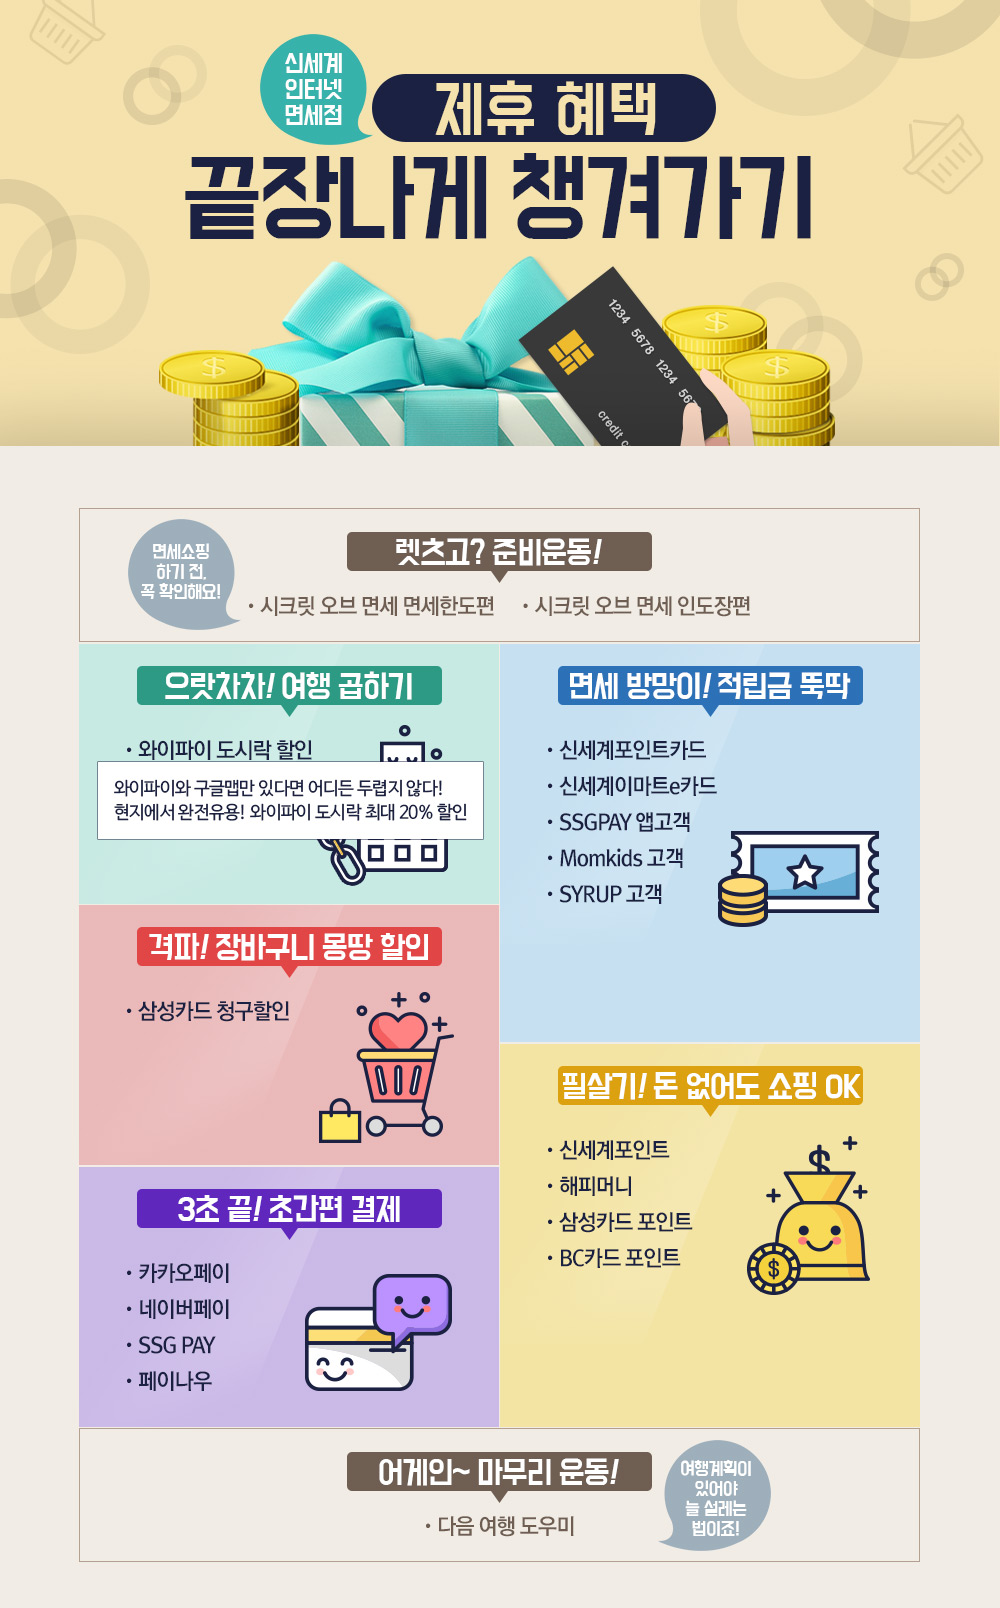 신세계
인터넷
면세점
제휴 혜택
끝장나게 챙겨가기
1234 5678 1234 567
credit c
면세쇼핑
하기 전,
꼭 확인해요!
렛츠고? 준비운동!
• 시크릿 오브 면세 면세한도편
• 시크릿 오브 면세 인도장편
으랏차차! 여행 곱하기
• 와이파이 도시락 할인
와이파이와 구글맵만 있다면 어디든 두렵지 않다!
현지에서 완전유용! 와이파이 도시락 최대 20% 할인
면세 방망이! 적립금 뚝딱
• 신세계포인트카드
• 신세계이마트e카드
• SSGPAY 앱고객
• Momkids 고객
• SYRUP 고객
격파! 장바구니 몽땅 할인
• 삼성카드 청구할인
필살기! 돈 없어도 쇼핑 OK
• 신세계포인트
• 해피머니
• 삼성카드 포인트
• BC카드 포인트
3초 끝! 초간편 결제
• 카카오페이
• 네이버페이
• SSG PAY
• 페이나우
어게인~ 마무리 운동!
• 다음 여행 도우미
여행계획이
있어야
늘 설레는
법이죠!